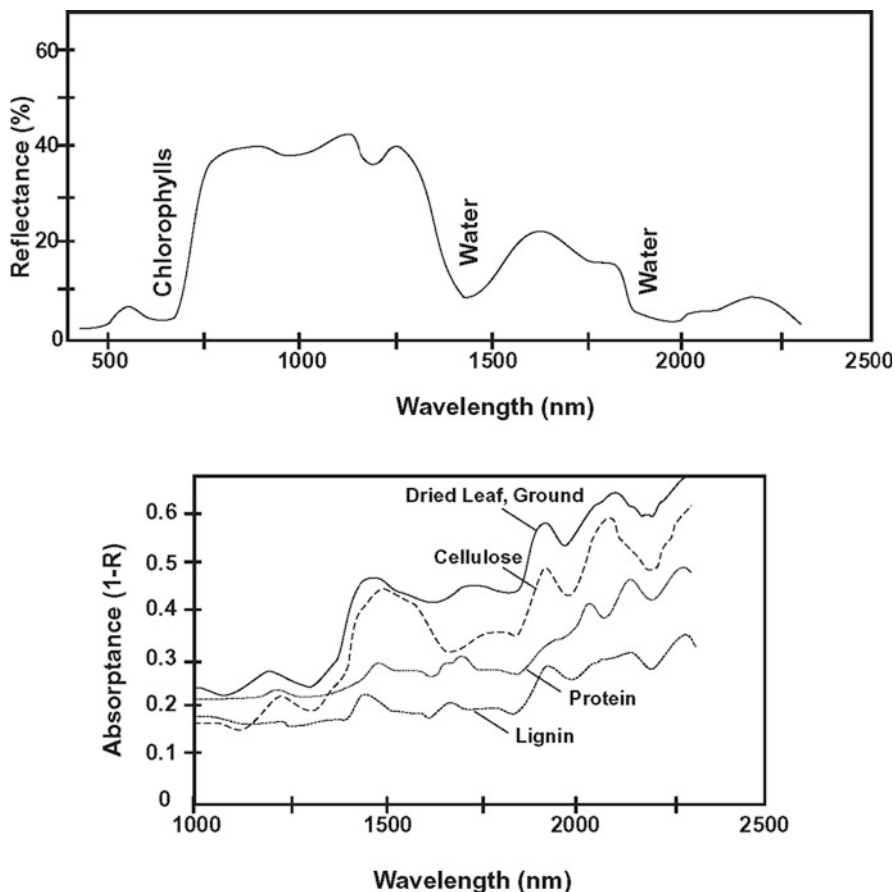 Reflectance (%)
60
40
20
0
Chlorophylls
Water
Water
500
1000
1500
2000
2500
Wavelength (nm)
Absorptance (1-R)
0.6
0.5
0.4
0.3
0.2
0.1
0
Dried Leaf, Ground
Cellulose
Protein
Lignin
1000
1500
2000
2500
Wavelength (nm)